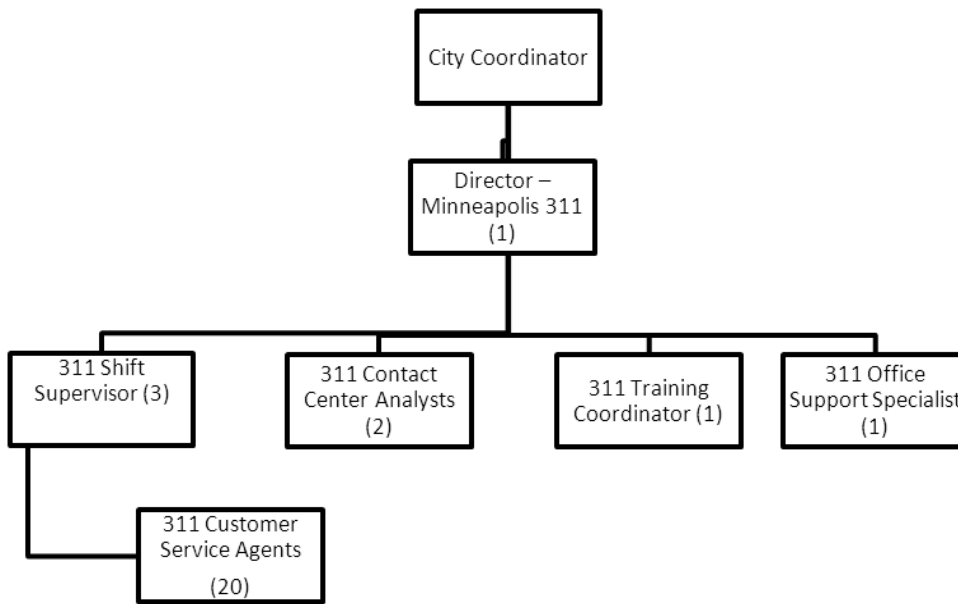 City Coordinator
Director –
Minneapolis 311
(1)
311 Shift
Supervisor (3)
311 Contact
Center Analysts
(2)
311 Training
Coordinator (1)
311 Office
Support Specialist
(1)
311 Customer
Service Agents
(20)